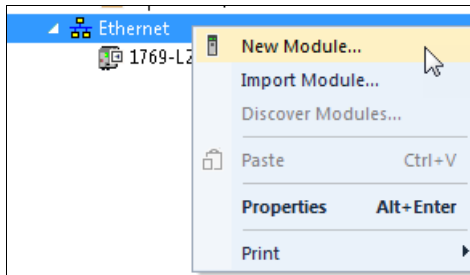 Ethernet
1769-L2
New Module...
Import Module...
Discover Modules...
Paste Ctrl+V
Properties Alt+Enter
Print